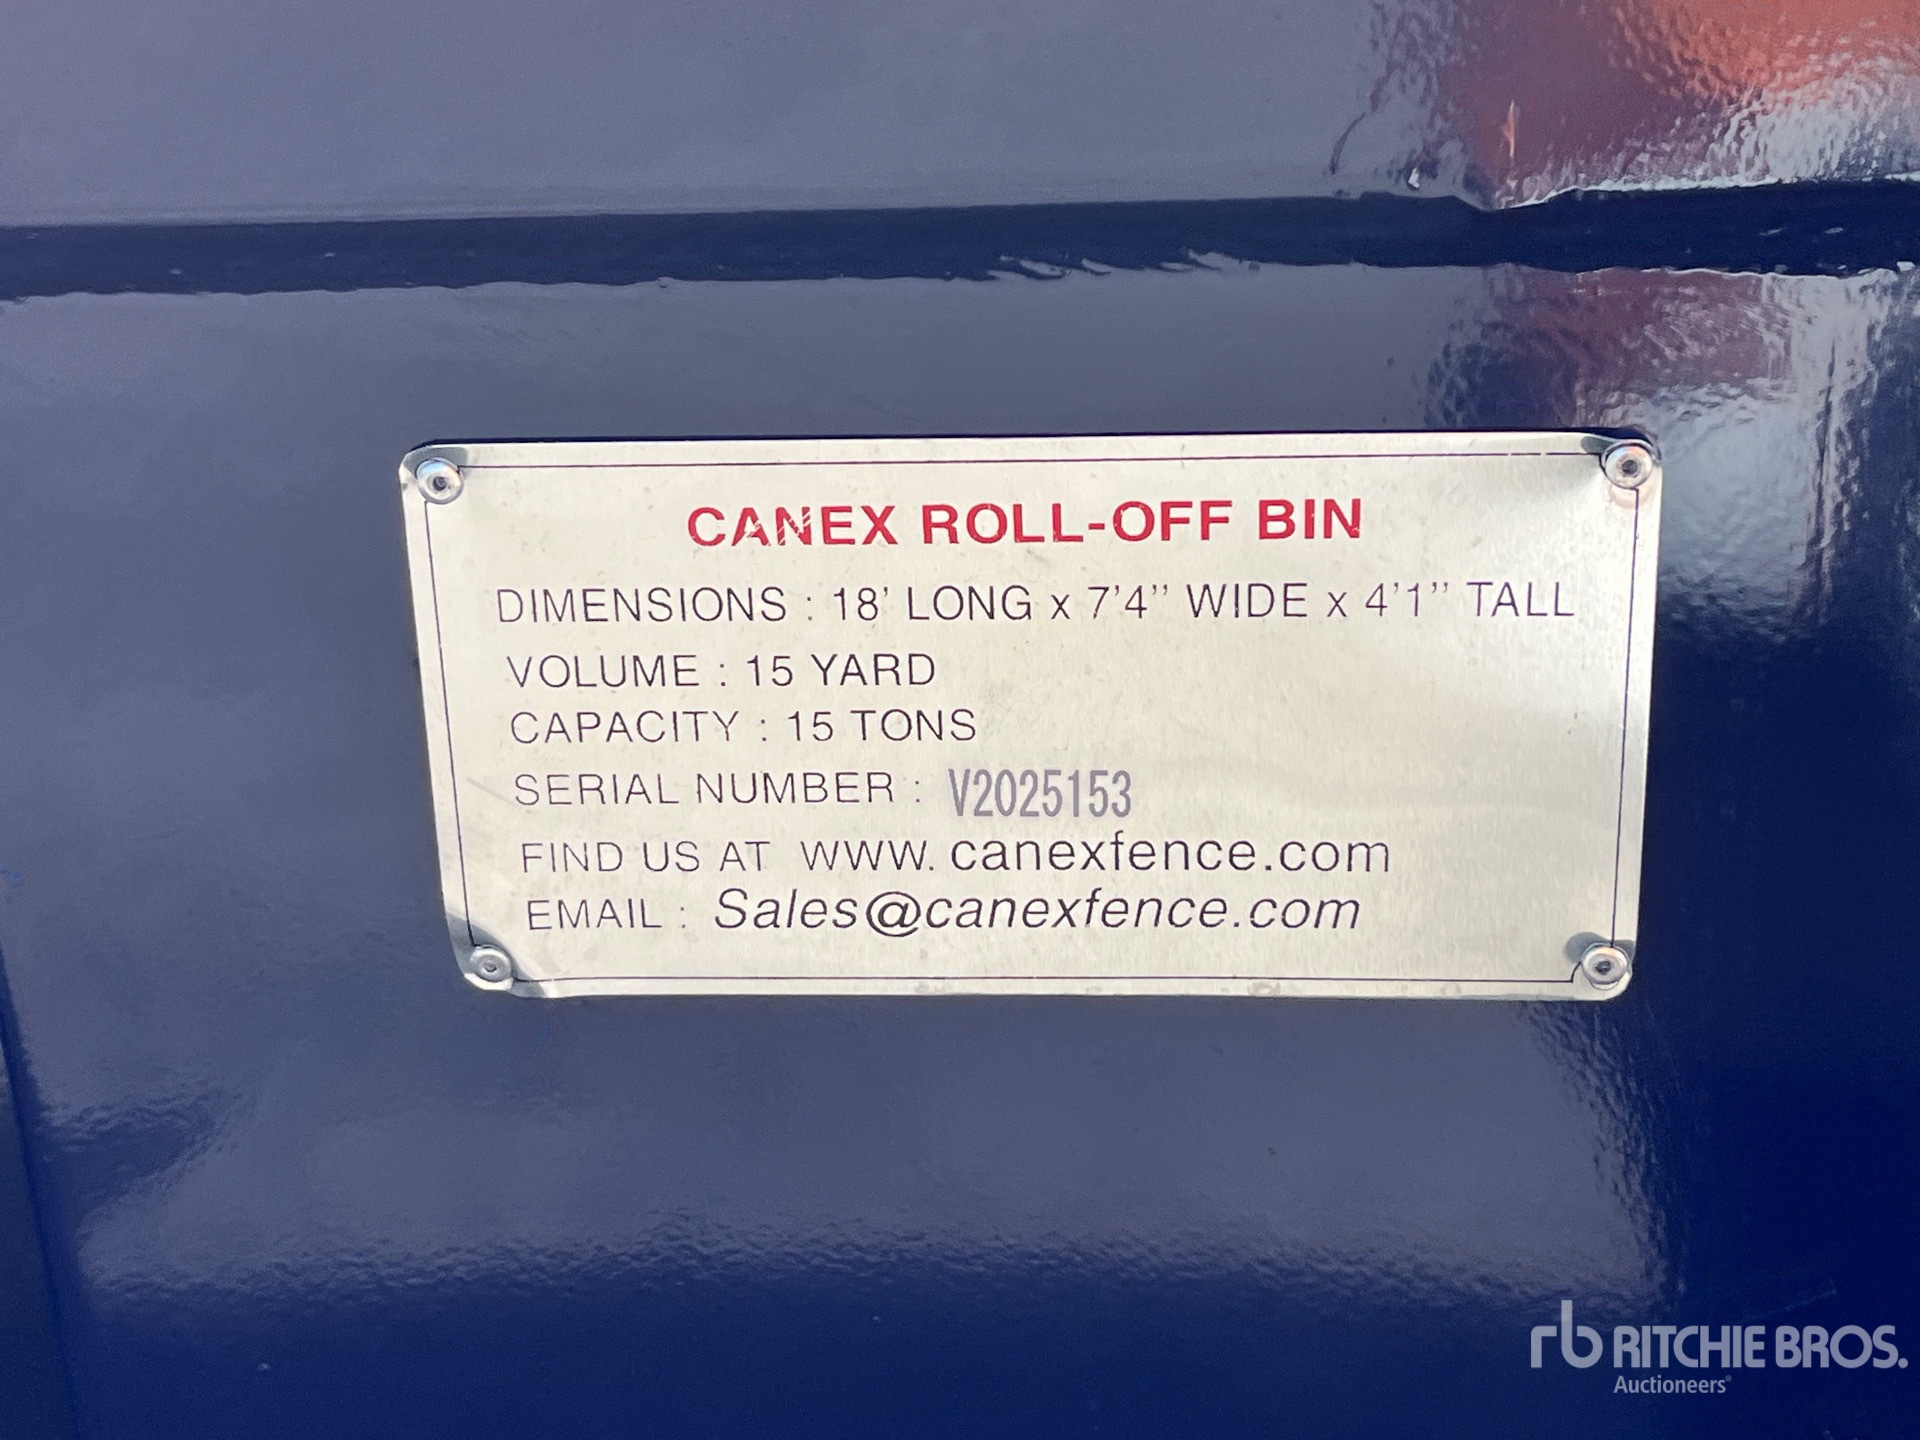 CANEX ROLL-OFF BIN
DIMENSIONS : 18' LONG x 7'4" WIDE x 4'1" TALL
VOLUME : 15 YARD
CAPACITY : 15 TONS
SERIAL NUMBER : V2025153
FIND US AT www.canexfence.com
EMAIL : Sales@canexfence.com
rb RITCHIE BROS.
Auctioneers®